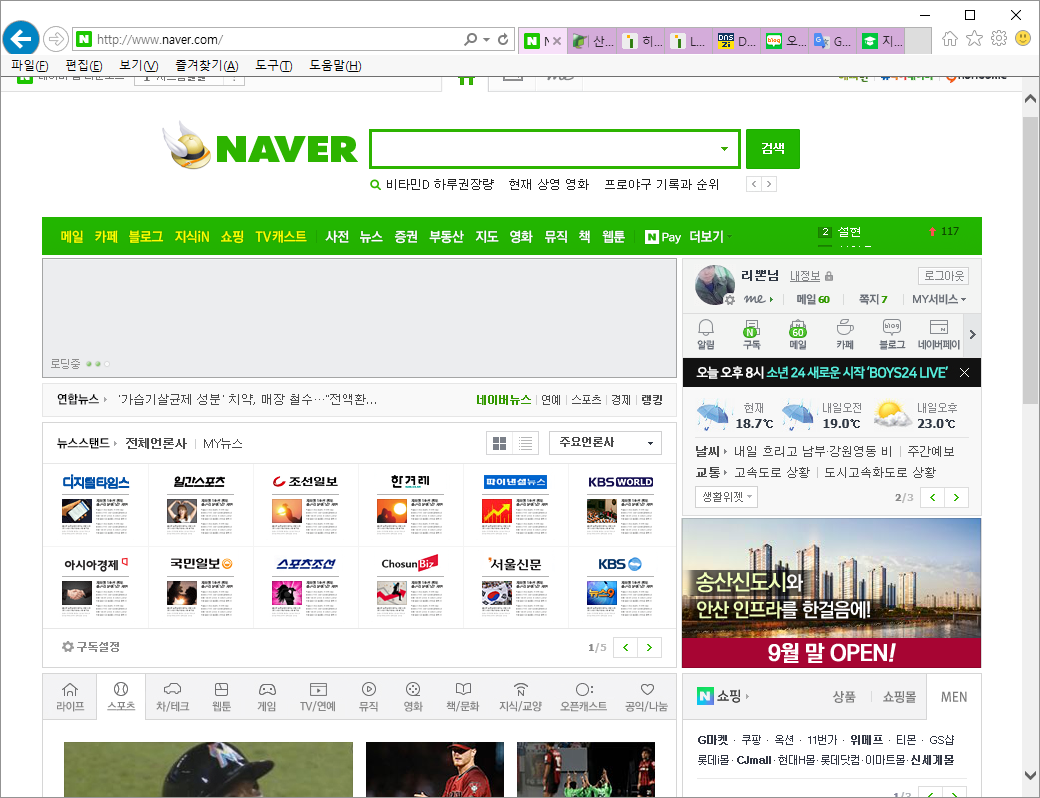 http://www.naver.com/
N
산...
히...
L...
D...
오...
G...
지...
파일(F) 편집(E) 보기(V) 즐겨찾기(A) 도구(T) 도움말(H)
NAVER
검색
비타민D 하루권장량 현재 상영 영화 프로야구 기록과 순위
메일 카페 블로그 지식iN 쇼핑 TV캐스트 사전 뉴스 증권 부동산 지도 영화 뮤직 책 웹툰 N Pay 더보기
2 설현 117
로딩중
리뿐님 내정보 로그아웃
me 메일 60 쪽지 7 MY서비스
알림 구독 메일 카페 블로그 네이버페이
오늘 오후 8시 소년 24 새로운 시작 'BOYS24 LIVE'
연합뉴스 '가습기살균제 성분' 치약, 매장 철수…"전액환...
네이버뉴스 연예 스포츠 경제 랭킹
현재 18.7℃
내일오전 19.0℃
내일오후 23.0℃
날씨 내일 흐리고 남부·강원영동 비 주간예보
교통 고속도로 상황 도시고속화도로 상황
생활위젯 2/3
뉴스스탠드 전체언론사 MY뉴스 주요언론사
디지털타임스 일간스포츠 조선일보 한겨레 파이낸셜뉴스 KBS WORLD
아시아경제 국민일보 스포츠조선 ChosunBiz 서울신문 KBS
뉴스9
구독설정 1/5
송산신도시와
안산 인프라를 한걸음에!
9월 말 OPEN!
라이프 스포츠 차/테크 웹툰 게임 TV/연예 뮤직 영화 책/문화 지식/교양 오픈캐스트 공익/나눔
N 쇼핑 상품 쇼핑몰 MEN
G마켓 · 쿠팡 · 옥션 · 11번가 · 위메프 · 티몬 · GS샵
롯데i몰 · CJmall · 현대H몰 · 롯데닷컴 · 이마트몰 · 신세계몰
1/3